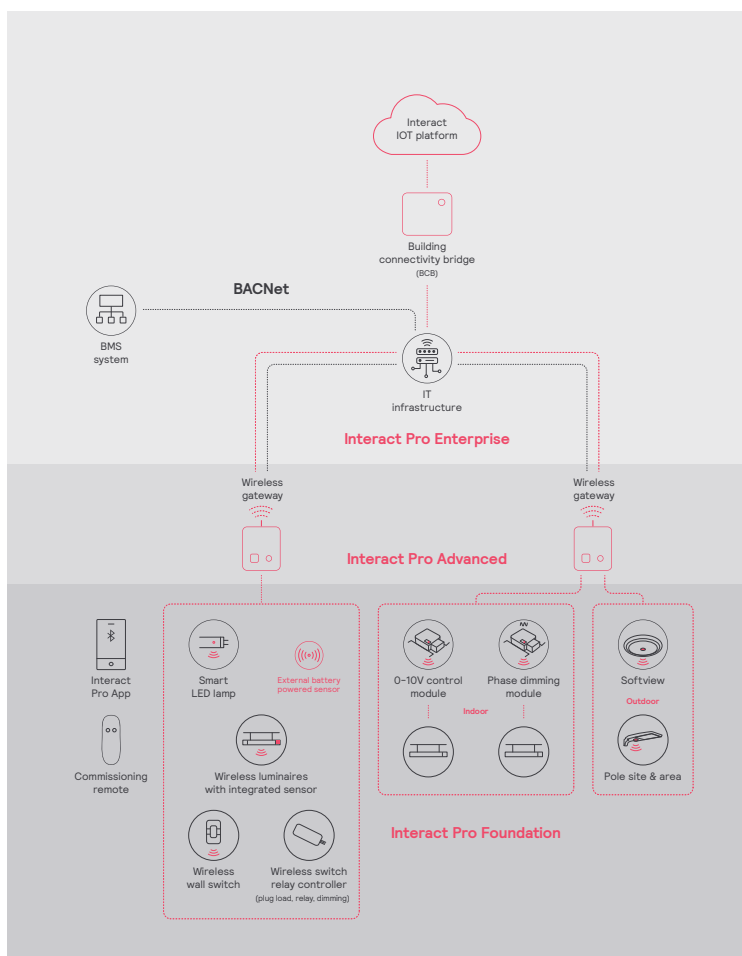 Interact
IOT platform
Building
connectivity bridge
(BCB)
BACNet
BMS
system
IT
infrastructure
Interact Pro Enterprise
Wireless
gateway
Wireless
gateway
Interact Pro Advanced
Interact
Pro App
Commissioning
remote
Smart
LED lamp
External battery
powered sensor
Wireless luminaires
with integrated sensor
Wireless
wall switch
Wireless switch
relay controller
(plug load, relay, dimming)
0-10V control
module
Phase dimming
module
Indoor
Softview
Outdoor
Pole site & area
Interact Pro Foundation